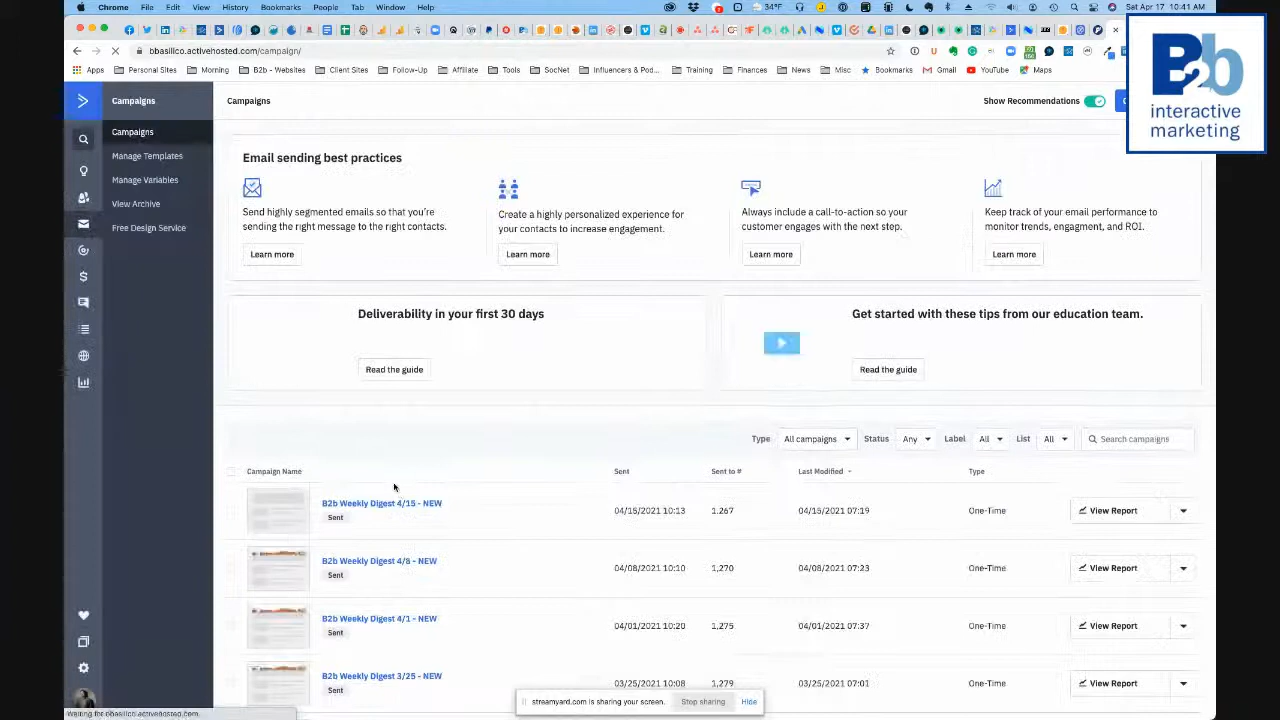 Chrome File Edit View History Bookmarks People Tab Window Help
34°F
Sat Apr 17 10:41 AM
bbasilico.activehosted.com/campaign/
Apps Personal Sites Morning B2b - Websites Client Sites Follow-Up Affiliate Tools SocNet Influencers & Pod... Training Finances News Misc Bookmarks Gmail YouTube Maps
B2b
interactive
marketing
Campaigns
Campaigns
Manage Templates
Manage Variables
View Archive
Free Design Service
Campaigns
Show Recommendations
Email sending best practices
Send highly segmented emails so that you're
sending the right message to the right contacts.
Learn more
Create a highly personalized experience for
your contacts to increase engagement.
Learn more
Always include a call-to-action so your
customer engages with the next step.
Learn more
Keep track of your email performance to
monitor trends, engagment, and ROI.
Learn more
Deliverability in your first 30 days
Read the guide
Get started with these tips from our education team.
Read the guide
Type All campaigns Status Any Label All List All Search campaigns
Campaign Name Sent Sent to # Last Modified Type
B2b Weekly Digest 4/15 - NEW
Sent
04/15/2021 10:13 1,267 04/15/2021 07:19 One-Time View Report
B2b Weekly Digest 4/8 - NEW
Sent
04/08/2021 10:10 1,270 04/08/2021 07:23 One-Time View Report
B2b Weekly Digest 4/1 - NEW
Sent
04/01/2021 10:20 1,275 04/01/2021 07:37 One-Time View Report
B2b Weekly Digest 3/25 - NEW
Sent
03/25/2021 10:08 03/25/2021 07:01 One-Time View Report
streamyard.com is sharing your screen. Stop sharing Hide
Waiting for bbasilico.activehosted.com...